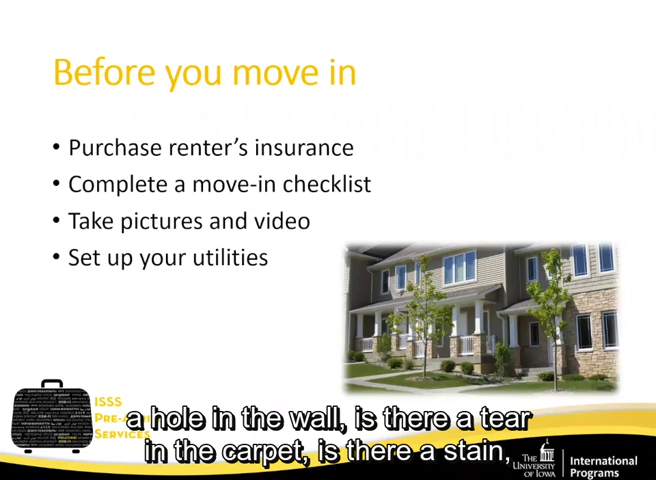 Before you move in
• Purchase renter's insurance
• Complete a move-in checklist
• Take pictures and video
• Set up your utilities
ISSS
SERVICES
a hole in the wall, is there a tear
in the carpet, is there a stain,
THE
UNIVERSITY
OF IOWA
International
Programs